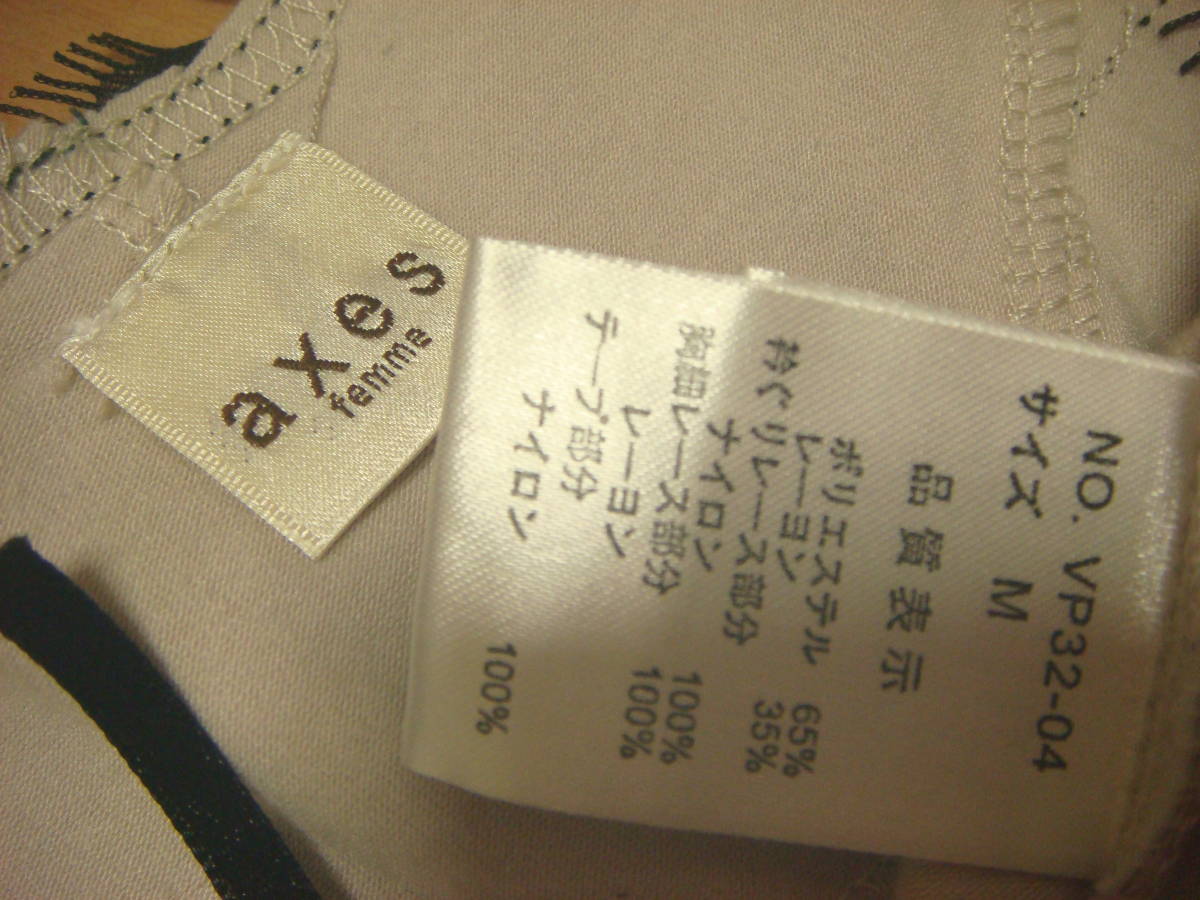 axes
femme
NO. VP32-04
サイズ M
品質表示
ポリエステル 65%
レーヨン 35%
衿ぐりレース部分
ナイロン 100%
胸細レース部分
レーヨン 100%
テープ部分
ナイロン 100%